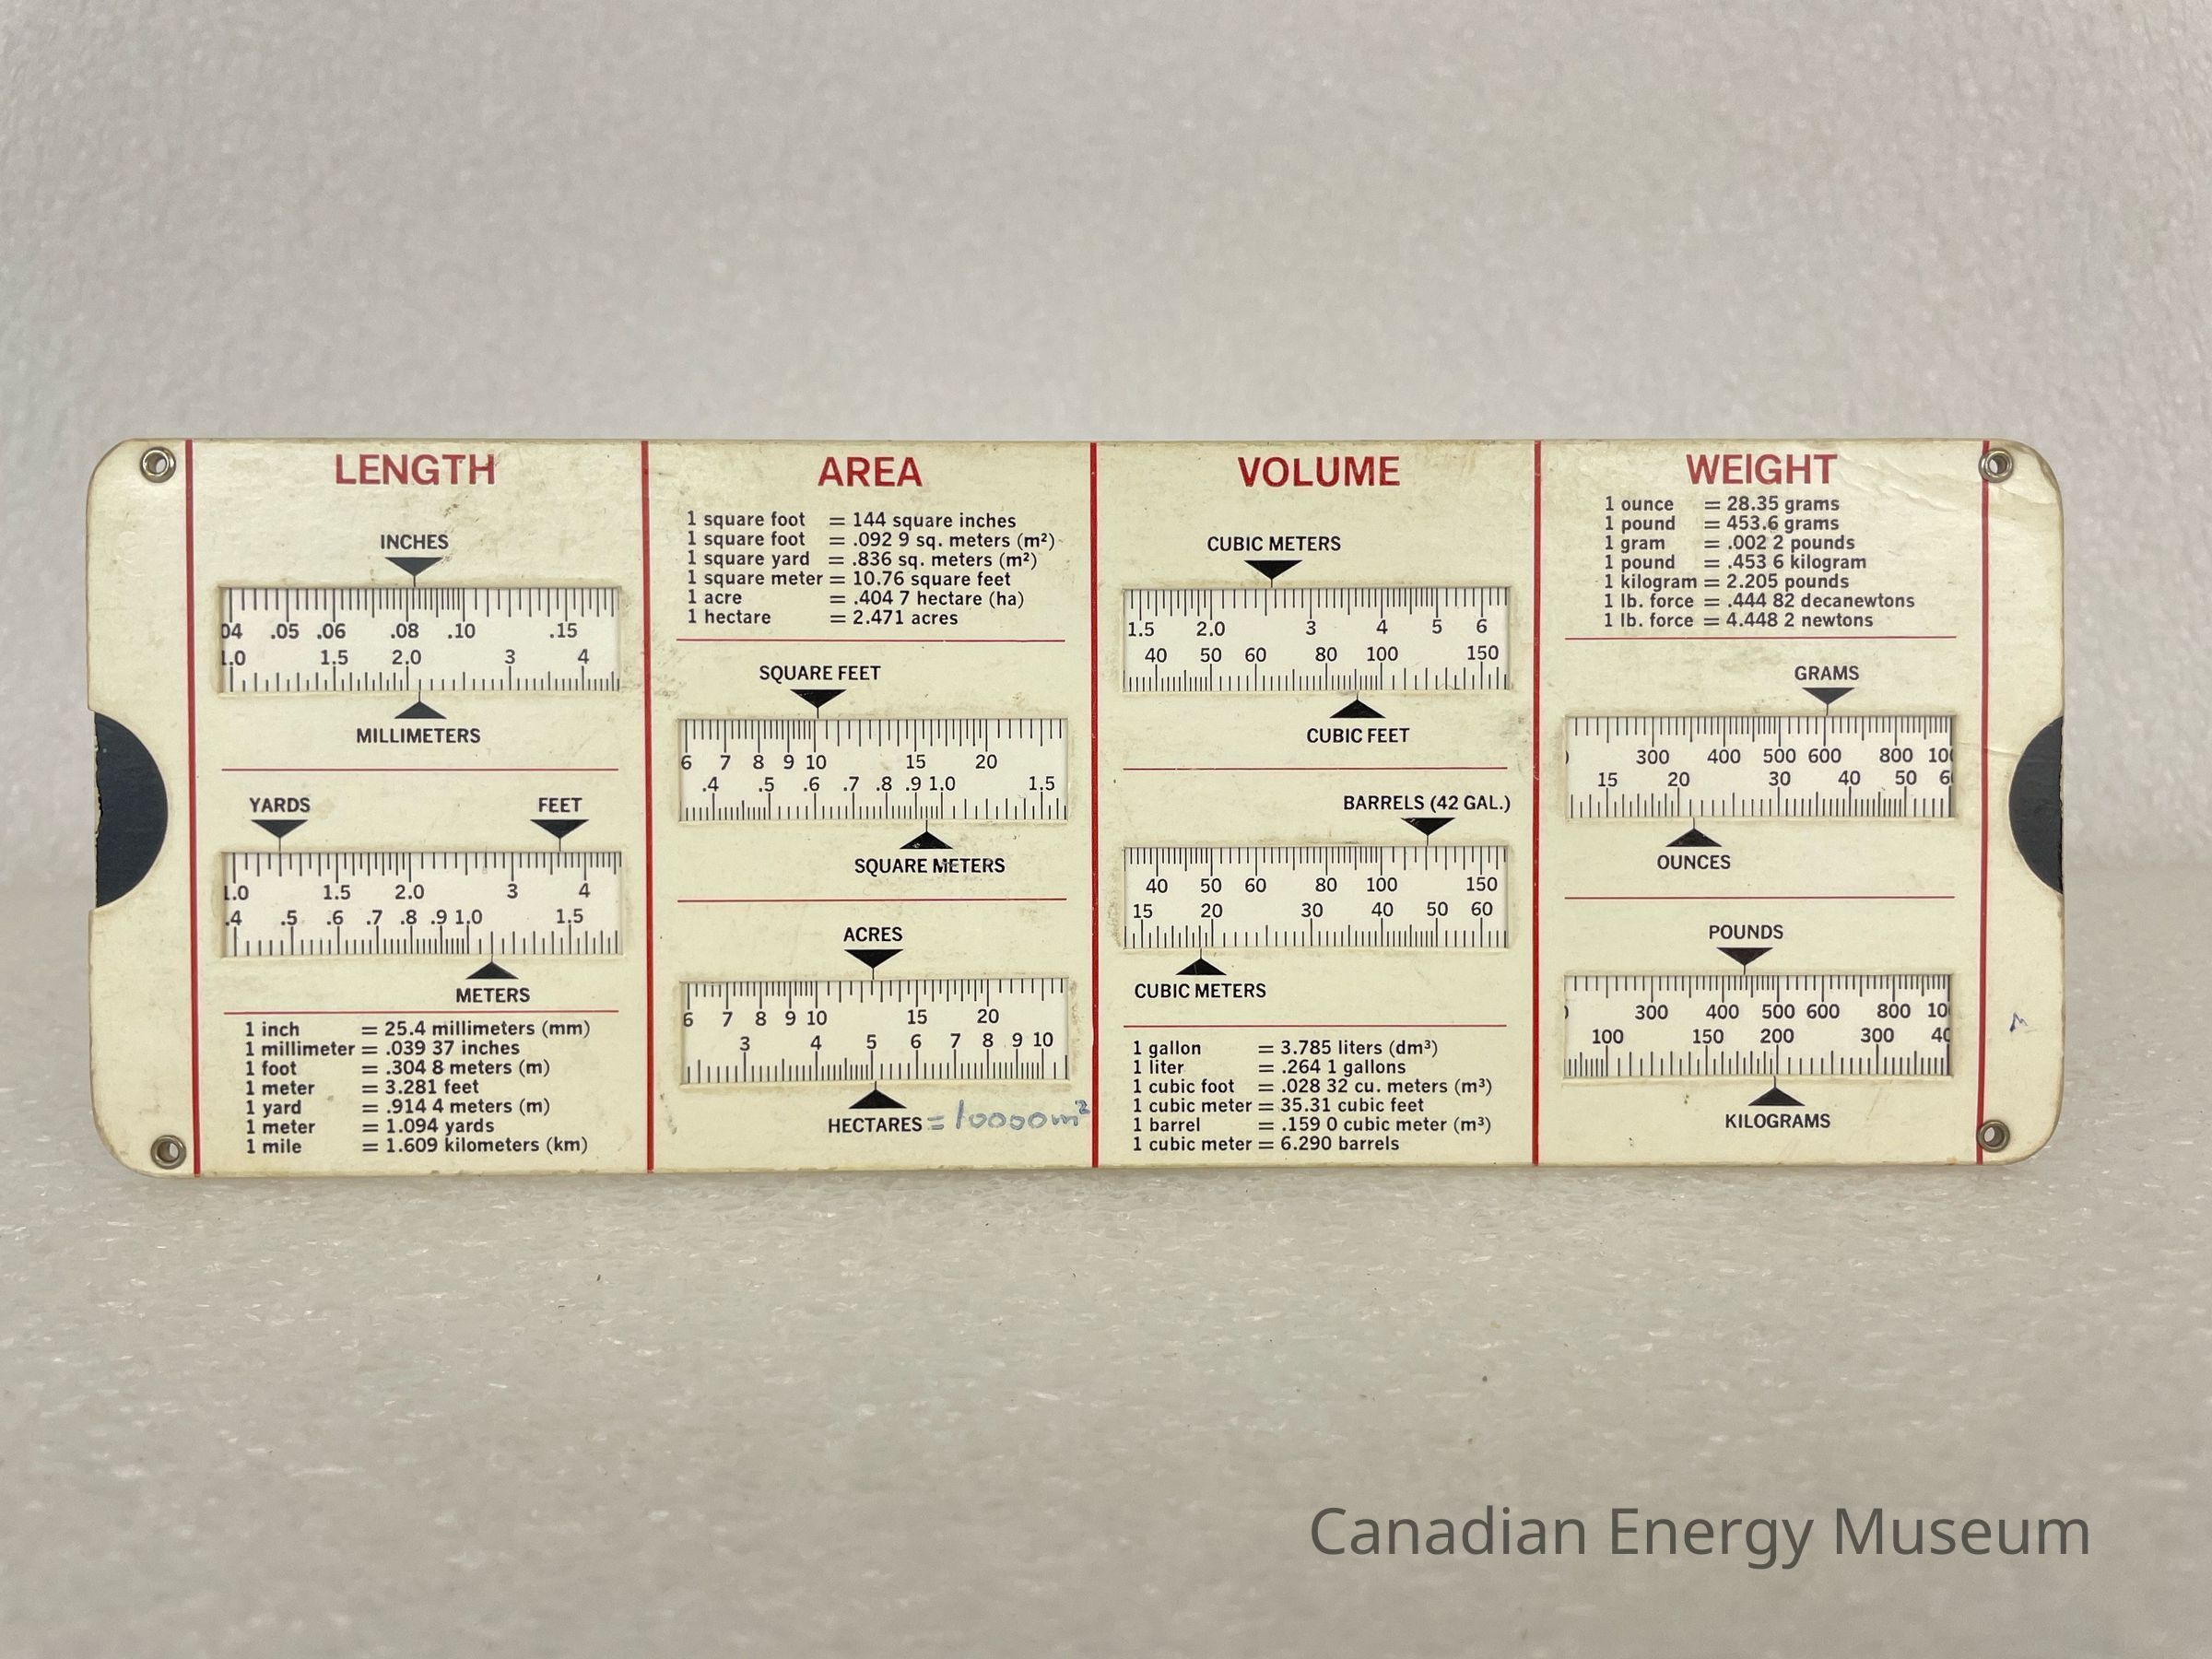 LENGTH
INCHES
04 .05 .06 .08 .10 .15
1.0 1.5 2.0 3 4
MILLIMETERS
YARDS FEET
1.0 1.5 2.0 3 4
.4 .5 .6 .7 .8 .9 1.0 1.5
METERS
1 inch = 25.4 millimeters (mm)
1 millimeter = .039 37 inches
1 foot = .304 8 meters (m)
1 meter = 3.281 feet
1 yard = .914 4 meters (m)
1 meter = 1.094 yards
1 mile = 1.609 kilometers (km)
AREA
1 square foot = 144 square inches
1 square foot = .092 9 sq. meters (m²)
1 square yard = .836 sq. meters (m²)
1 square meter = 10.76 square feet
1 acre = .404 7 hectare (ha)
1 hectare = 2.471 acres
SQUARE FEET
6 7 8 9 10 15 20
.4 .5 .6 .7 .8 .9 1.0 1.5
SQUARE METERS
ACRES
6 7 8 9 10 15 20
3 4 5 6 7 8 9 10
HECTARES = 10000m²
VOLUME
CUBIC METERS
1.5 2.0 3 4 5 6
40 50 60 80 100 150
CUBIC FEET
BARRELS (42 GAL.)
40 50 60 80 100 150
15 20 30 40 50 60
CUBIC METERS
1 gallon = 3.785 liters (dm³)
1 liter = .264 1 gallons
1 cubic foot = .028 32 cu. meters (m³)
1 cubic meter = 35.31 cubic feet
1 barrel = .159 0 cubic meter (m³)
1 cubic meter = 6.290 barrels
WEIGHT
1 ounce = 28.35 grams
1 pound = 453.6 grams
1 gram = .002 2 pounds
1 pound = .453 6 kilogram
1 kilogram = 2.205 pounds
1 lb. force = .444 82 decanewtons
1 lb. force = 4.448 2 newtons
GRAMS
300 400 500 600 800 10
15 20 30 40 50 6
OUNCES
POUNDS
300 400 500 600 800 10
100 150 200 300 40
KILOGRAMS
Canadian Energy Museum